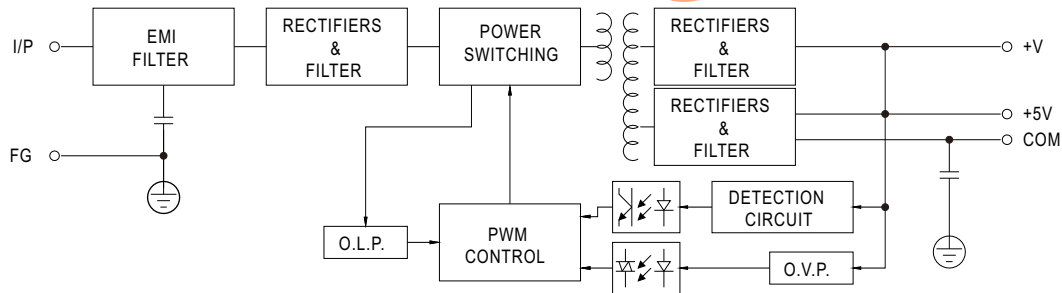 I/P
EMI
FILTER
RECTIFIERS
&
FILTER
POWER
SWITCHING
RECTIFIERS
&
FILTER
+V
RECTIFIERS
&
FILTER
+5V
COM
FG
DETECTION
CIRCUIT
O.L.P.
PWM
CONTROL
O.V.P.